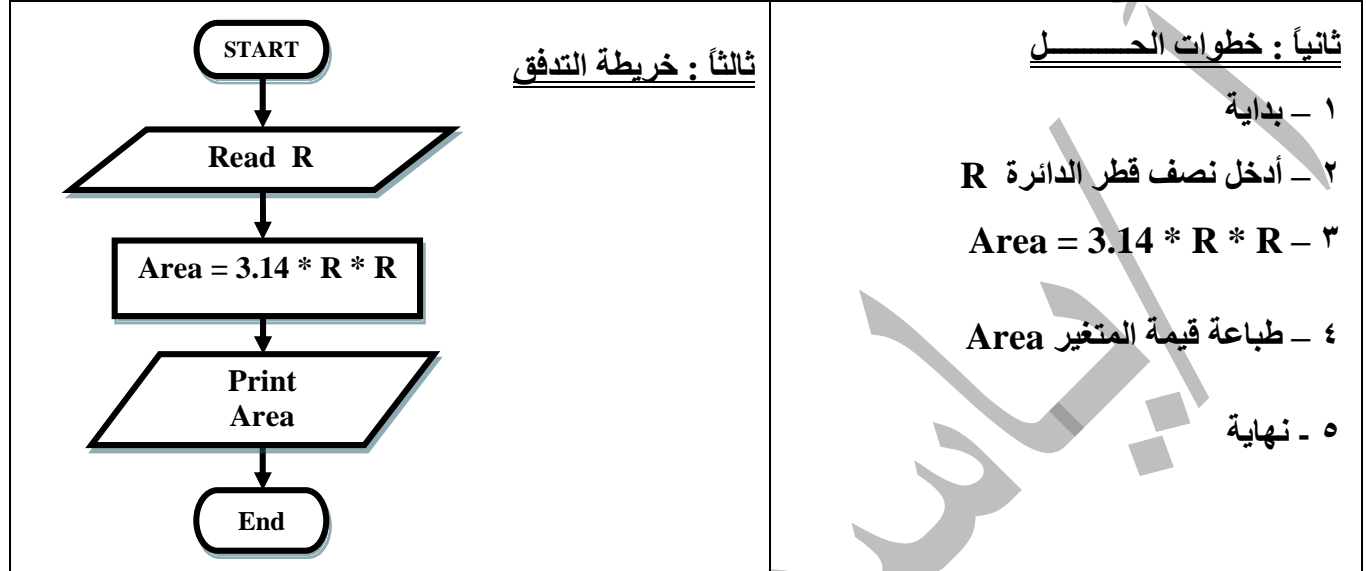 ثانياً : خطوات الحـــــــــــل
١ – بداية
٢ – أدخل نصف قطر الدائرة R
٣ – Area = 3.14 * R * R
٤ – طباعة قيمة المتغير Area
٥ - نهاية
ثالثاً : خريطة التدفق
START
Read R
Area = 3.14 * R * R
Print
Area
End